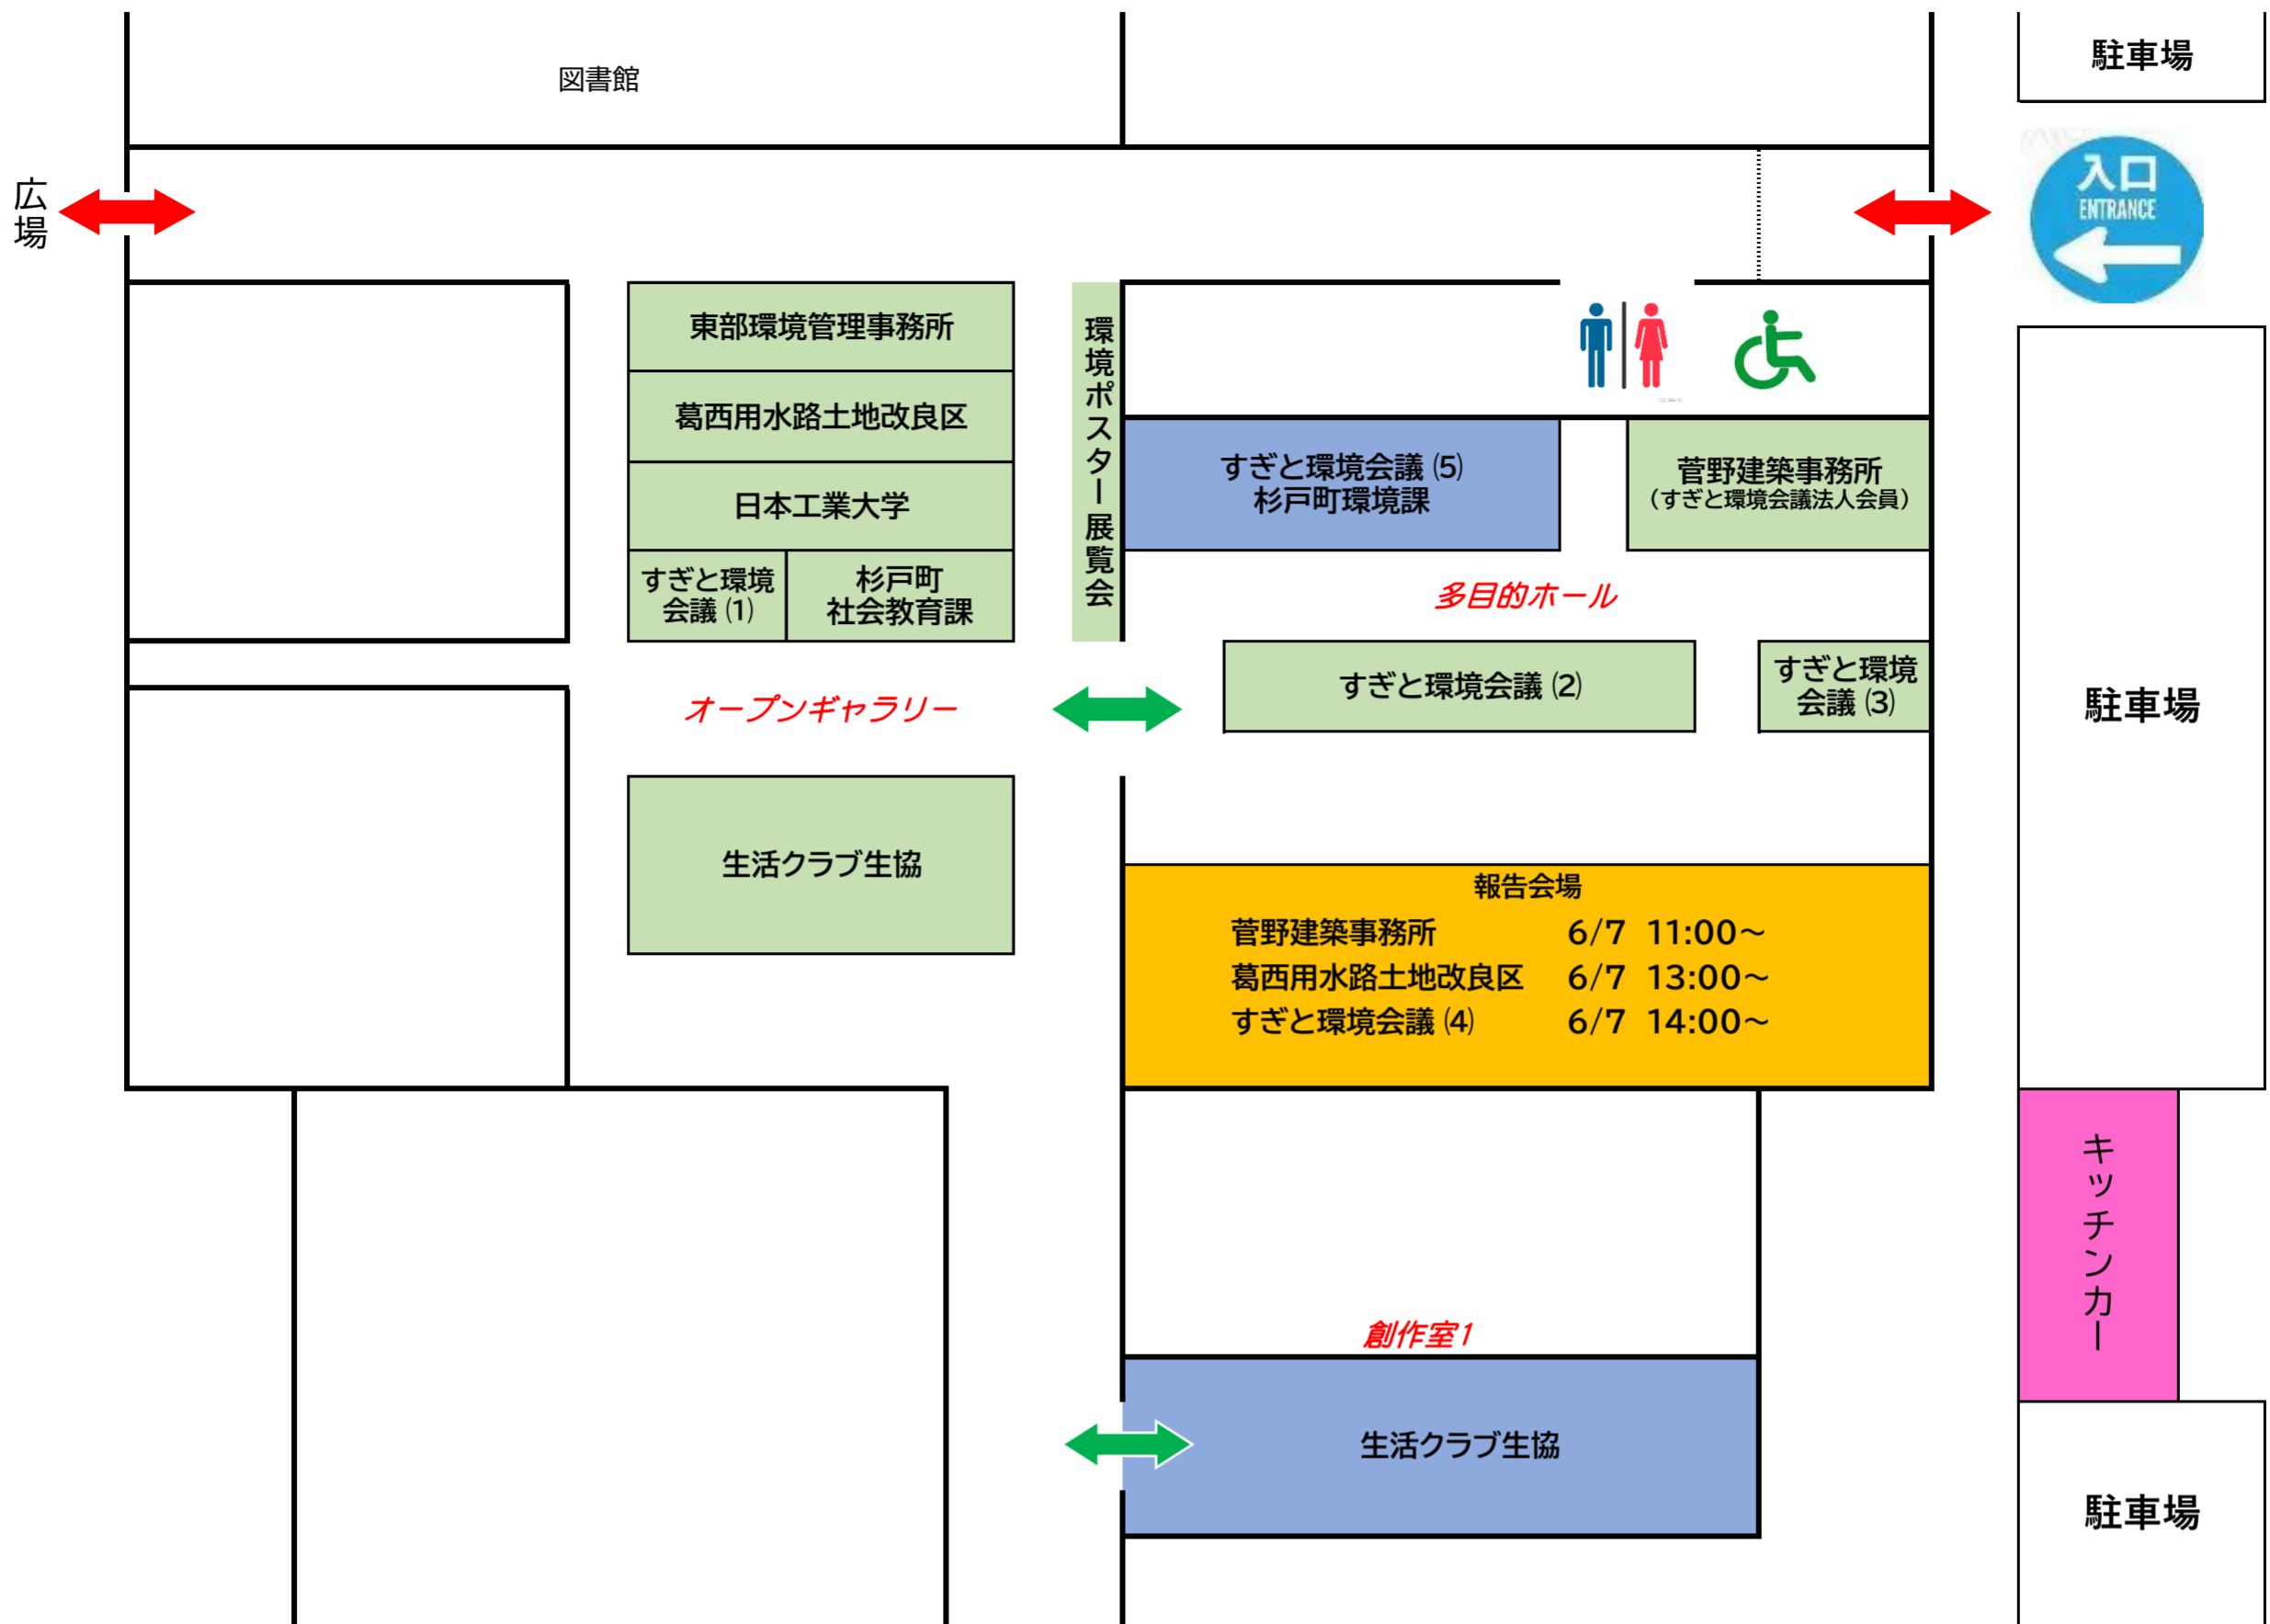 図書館
駐車場
広場
入口
ENTRANCE
東部環境管理事務所
葛西用水路土地改良区
日本工業大学
すぎと環境
会議⑴
杉戸町
社会教育課
環境ポスター展覧会
すぎと環境会議⑸
杉戸町環境課
菅野建築事務所
(すぎと環境会議法人会員)
多目的ホール
すぎと環境会議⑵
すぎと環境
会議⑶
オープンギャラリー
駐車場
生活クラブ生協
報告会場
菅野建築事務所 6/7 11:00~
葛西用水路土地改良区 6/7 13:00~
すぎと環境会議⑷ 6/7 14:00~
キッチンカー
創作室1
生活クラブ生協
駐車場